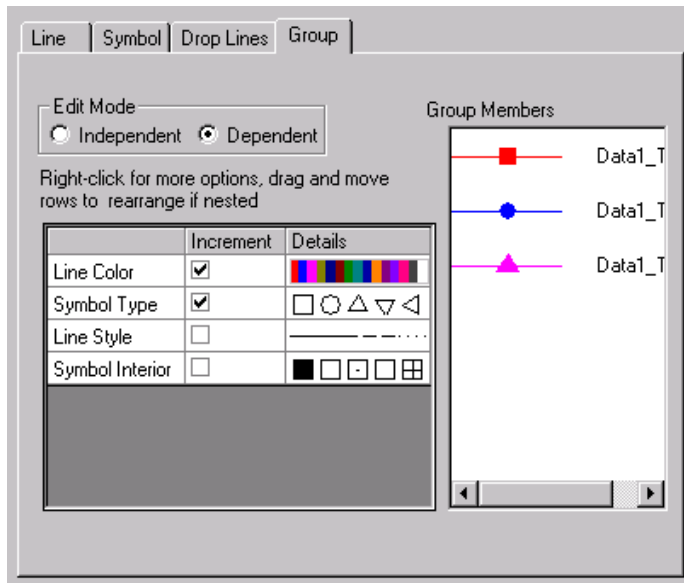 Line Symbol Drop Lines Group
Edit Mode
Independent Dependent
Right-click for more options, drag and move
rows to rearrange if nested
Increment Details
Line Color
Symbol Type
Line Style
Symbol Interior
Group Members
Data1_T
Data1_T
Data1_T